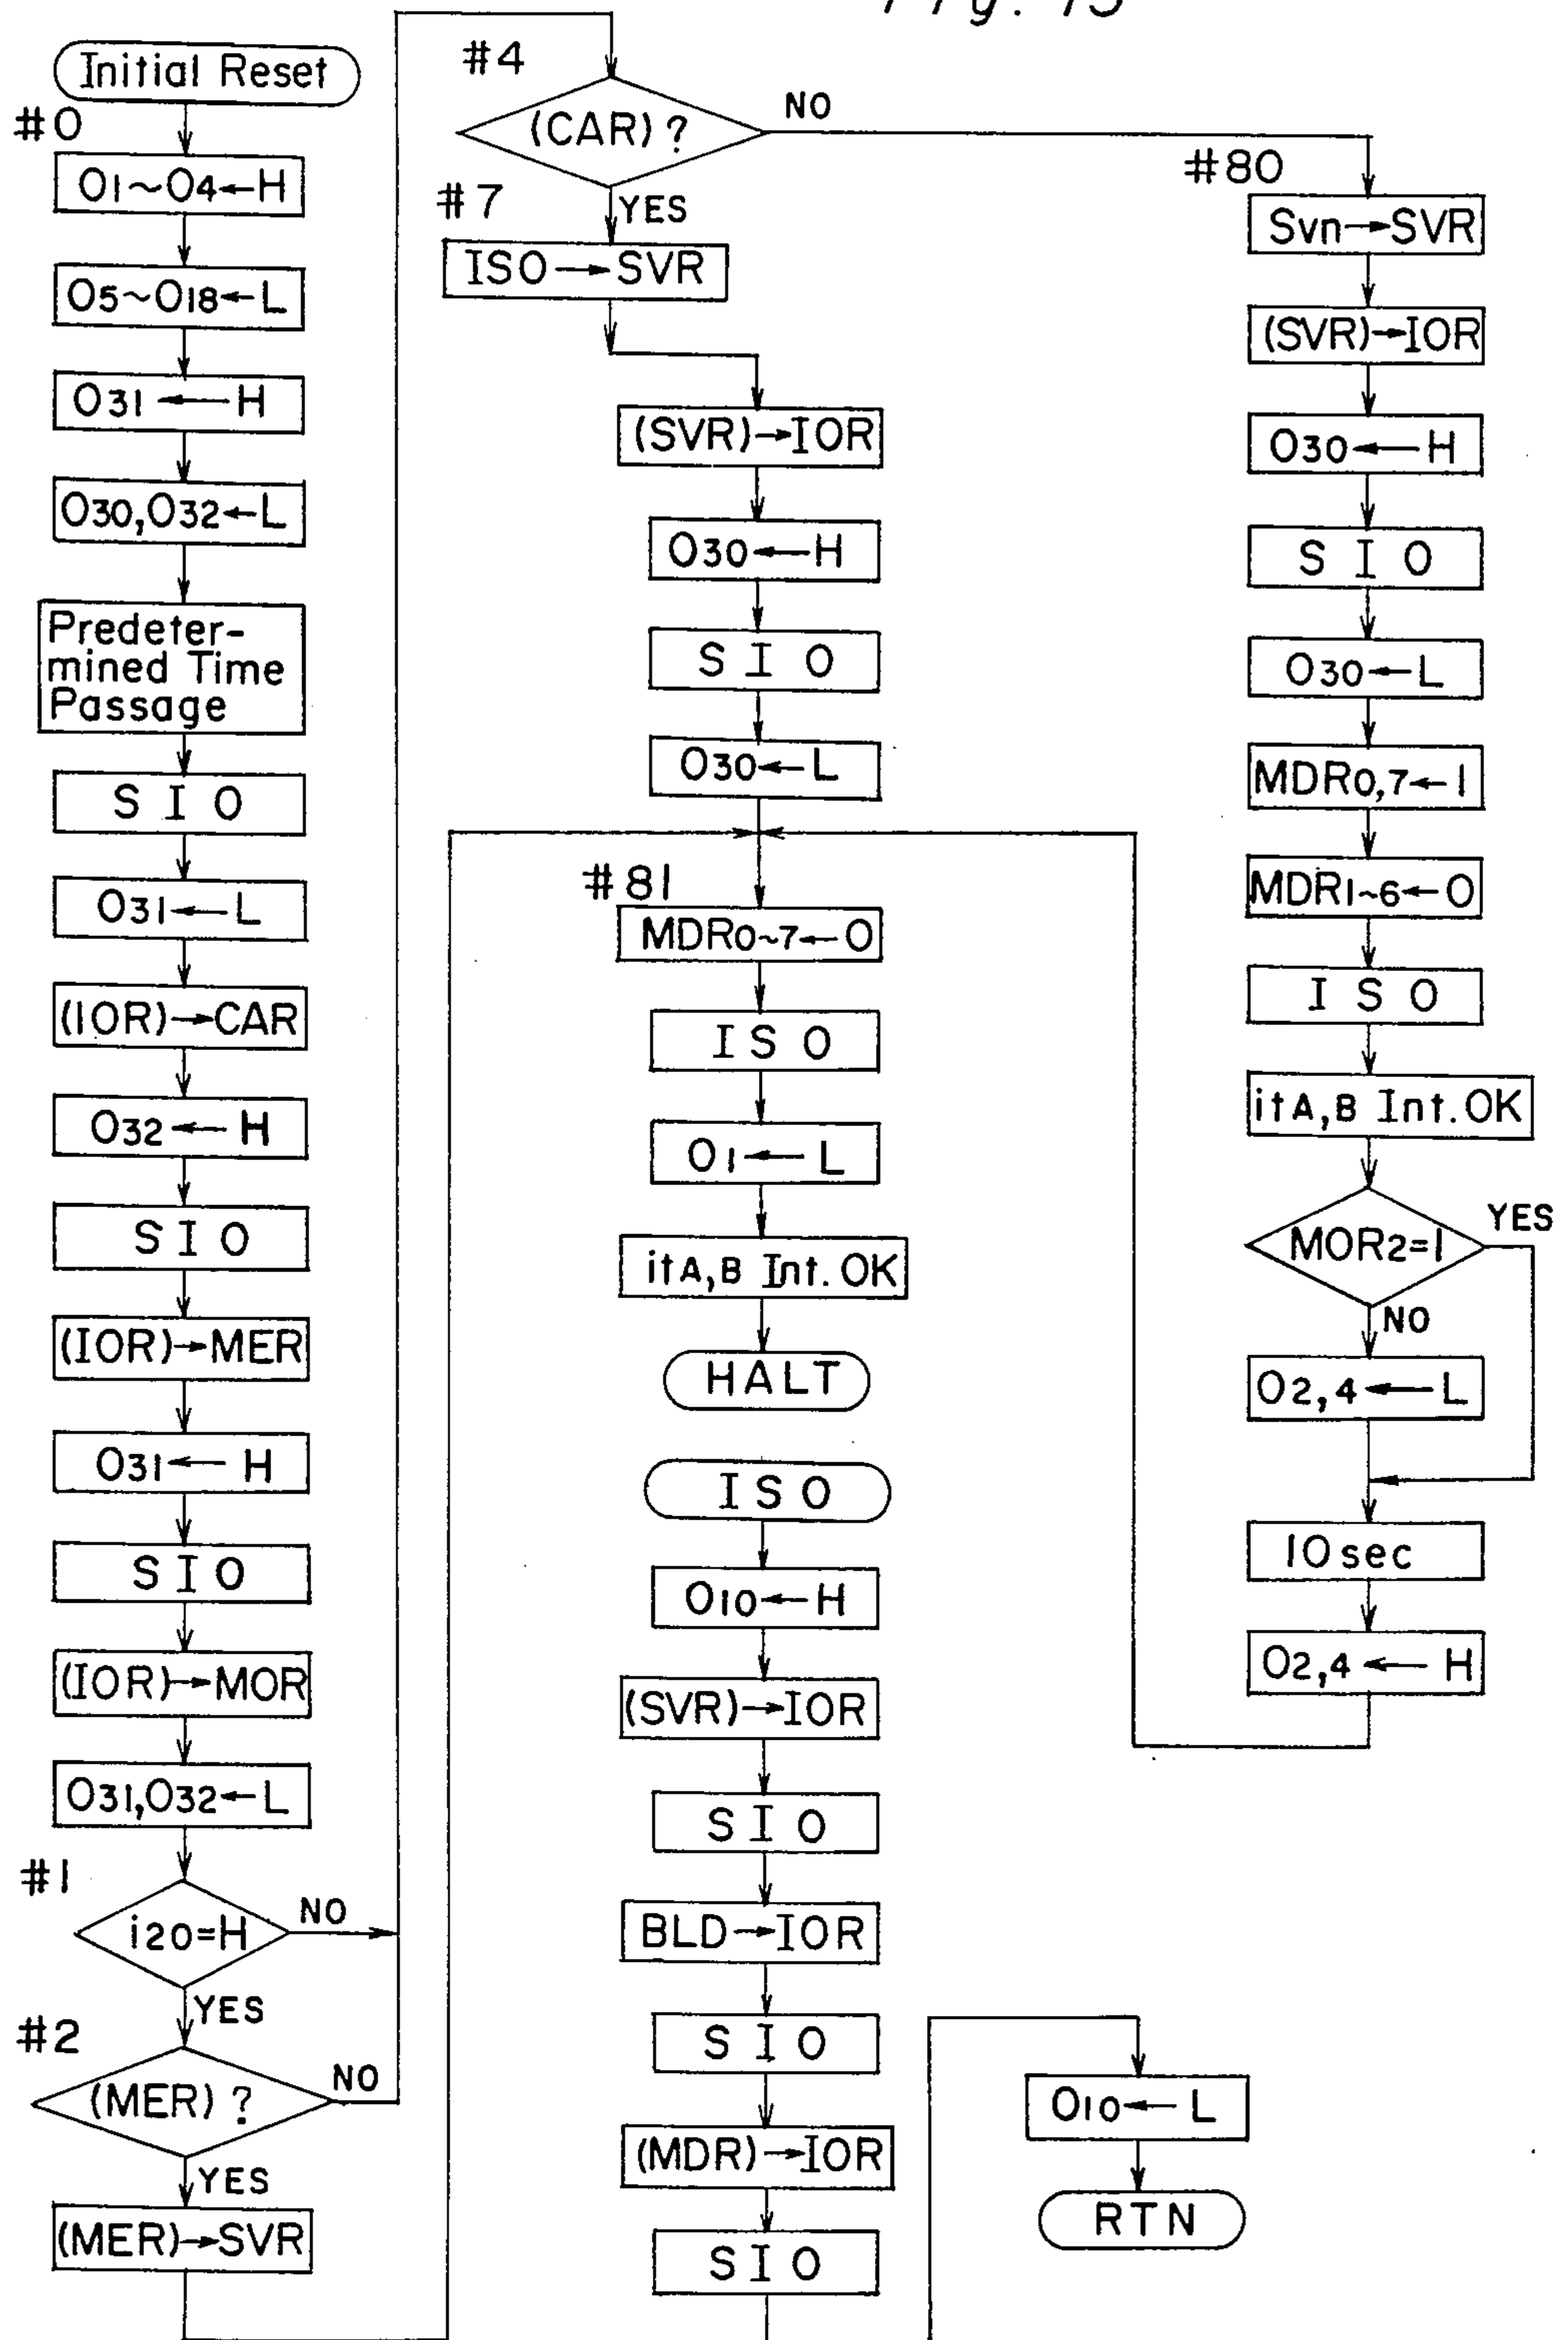 Fig. 15
Initial Reset
#0
O1~O4←H
O5~O18←L
O31←H
O30,O32←L
Predeter-
mined Time
Passage
SIO
O31←L
(IOR)→CAR
O32←H
SIO
(IOR)→MER
O31←H
SIO
(IOR)→MOR
O31,O32←L
#1
i20=H
NO
YES
#2
(MER)?
NO
YES
(MER)→SVR
#4
(CAR)?
NO
#7
YES
ISO→SVR
(SVR)→IOR
O30←H
SIO
O30←L
#81
MDR0~7←0
ISO
O1←L
itA,B Int.OK
HALT
ISO
O10←H
(SVR)→IOR
SIO
BLD→IOR
SIO
(MDR)→IOR
SIO
O10←L
RTN
#80
Svn→SVR
(SVR)→IOR
O30←H
SIO
O30←L
MDR0,7←1
MDR1~6←0
ISO
itA,B Int.OK
MOR2=1
YES
NO
O2,4←L
10sec
O2,4←H